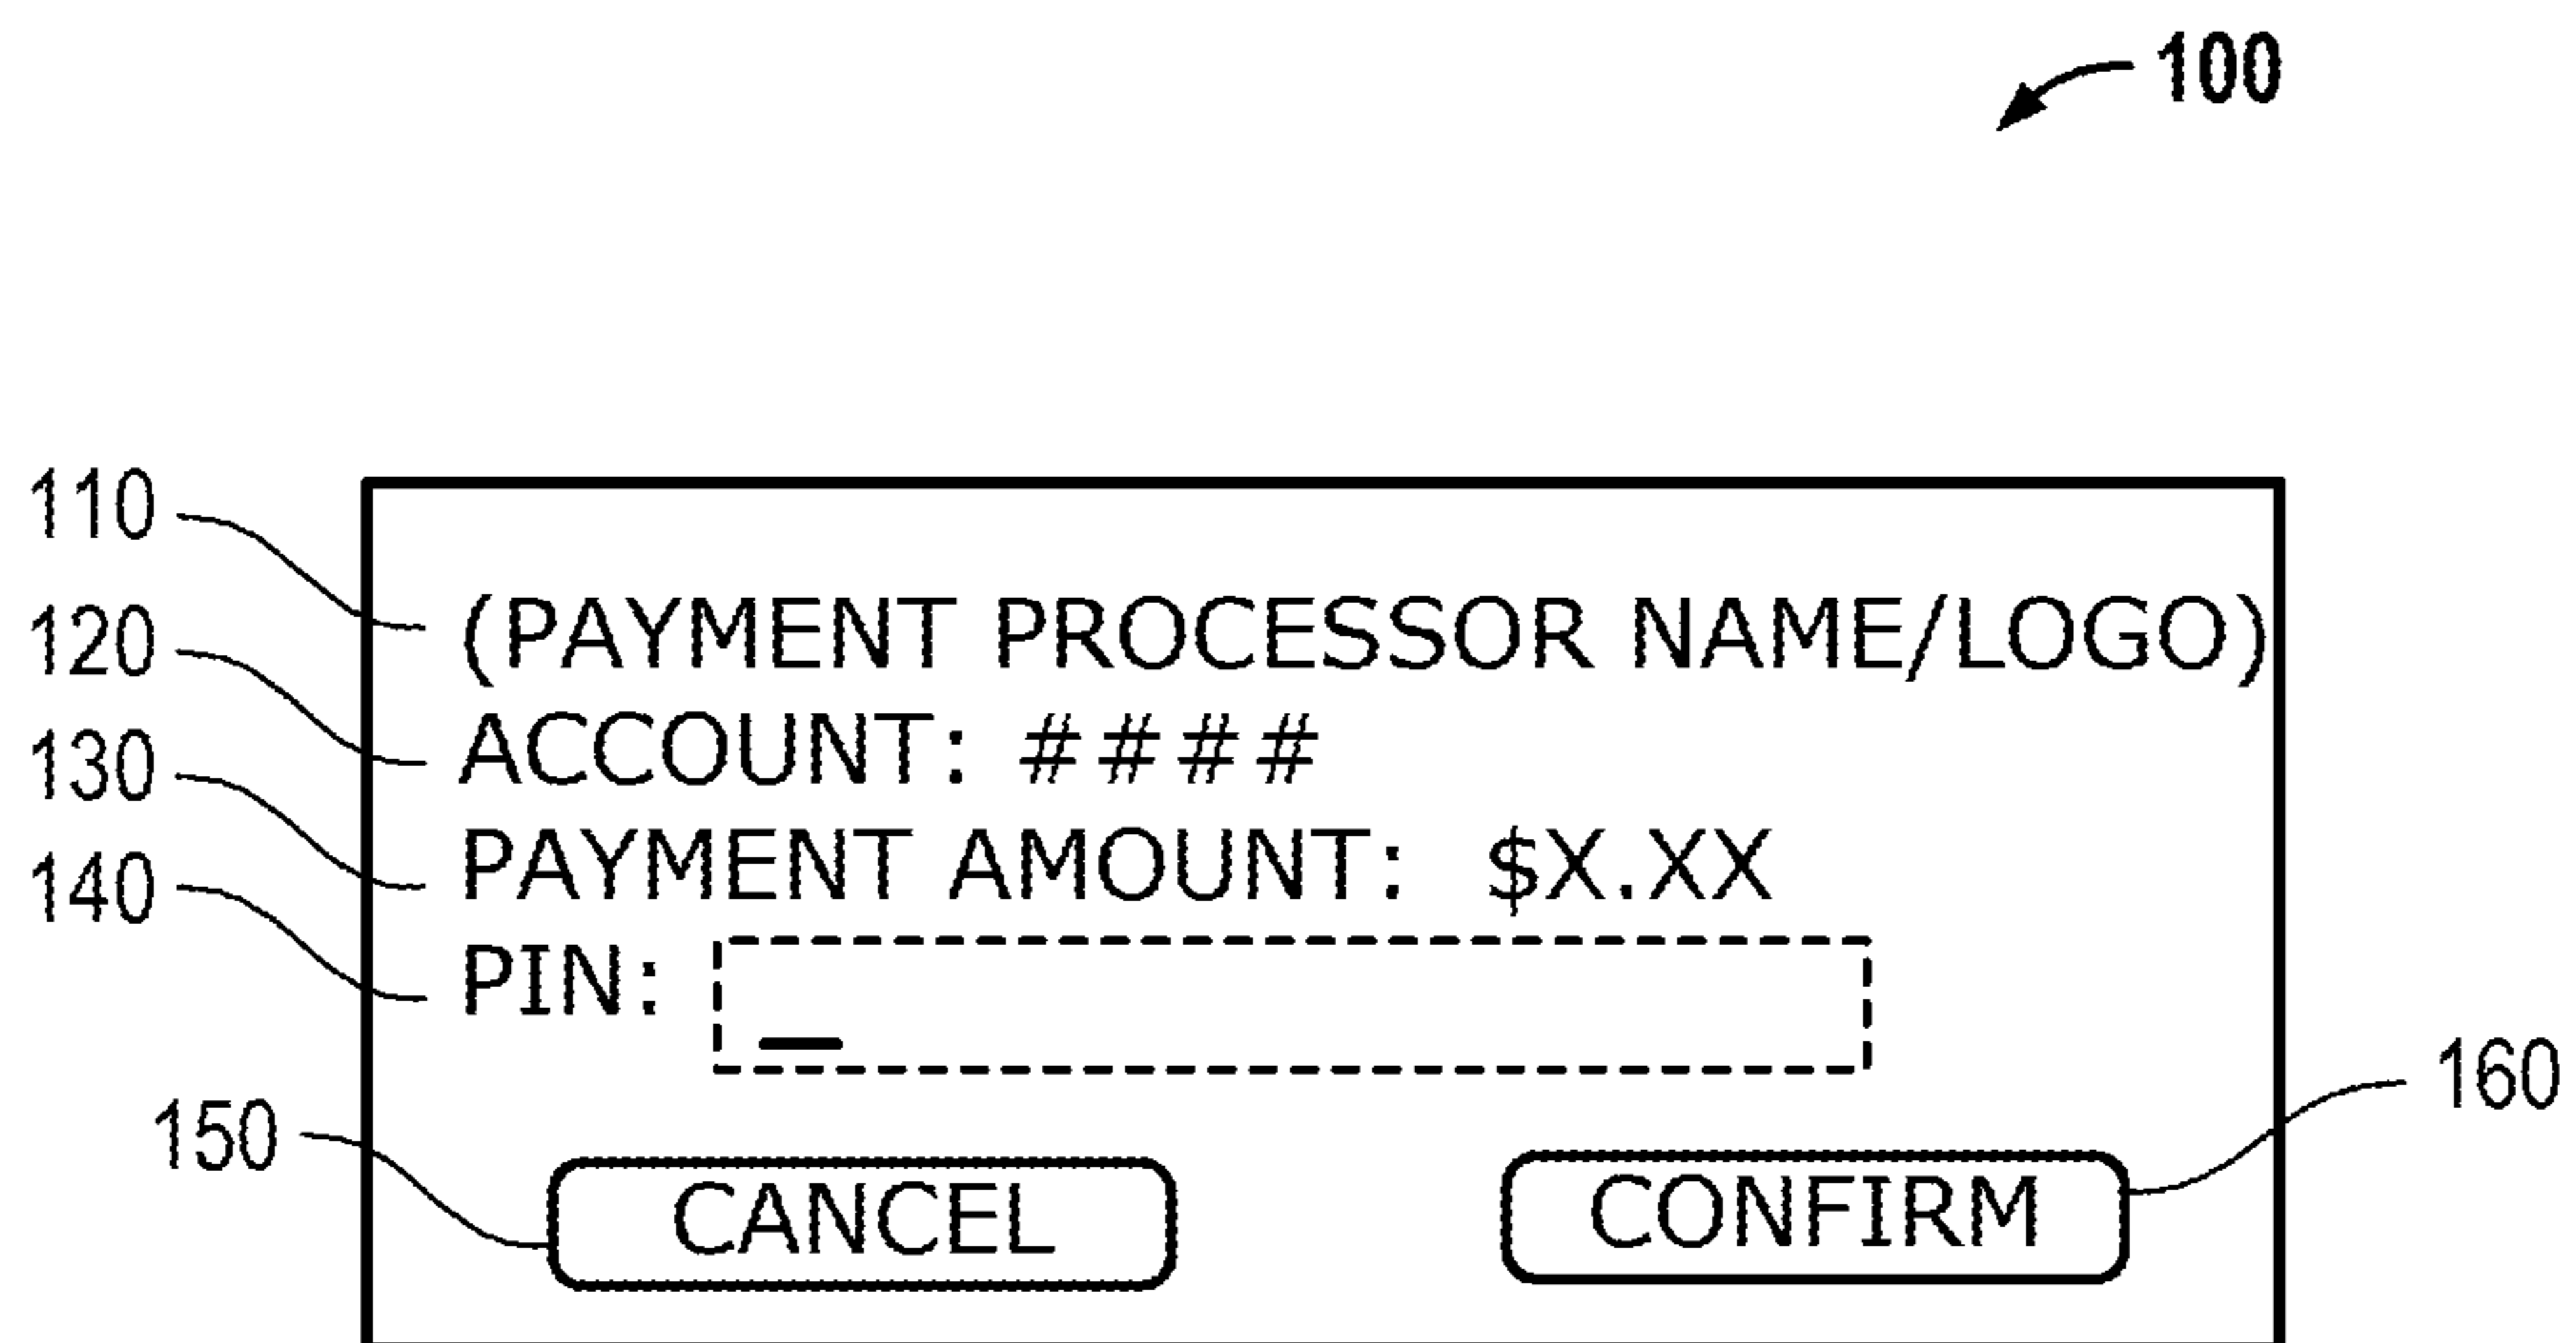 100
110
(PAYMENT PROCESSOR NAME/LOGO)
120
ACCOUNT: ####
130
PAYMENT AMOUNT: $X.XX
140
PIN:
150
CANCEL
CONFIRM
160